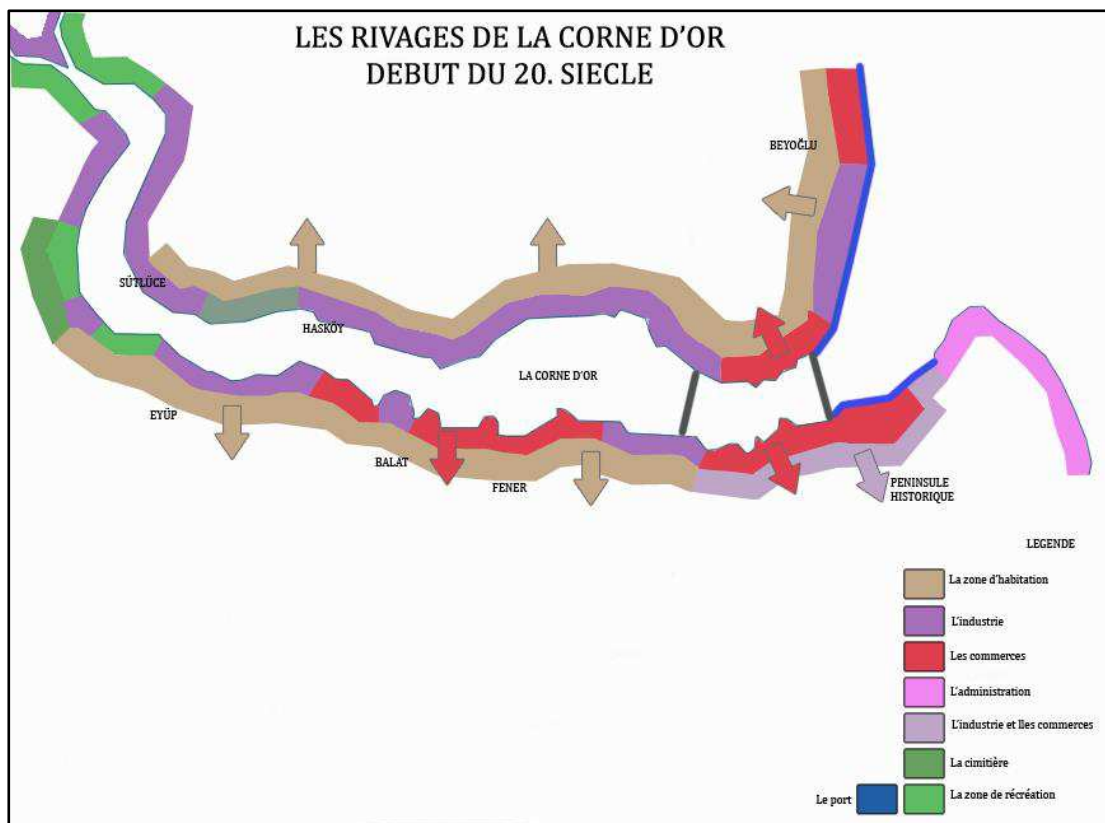 LES RIVAGES DE LA CORNE D'OR
DEBUT DU 20. SIECLE
BEYOĞLU
SÜTLÜCE
HASKÖY
LA CORNE D'OR
EYÜP
BALAT
FENER
PENINSULE
HISTORIQUE
LEGENDE
La zone d'habitation
L'industrie
Les commerces
L'administration
L'industrie et lles commerces
La cimitière
Le port
La zone de récréation